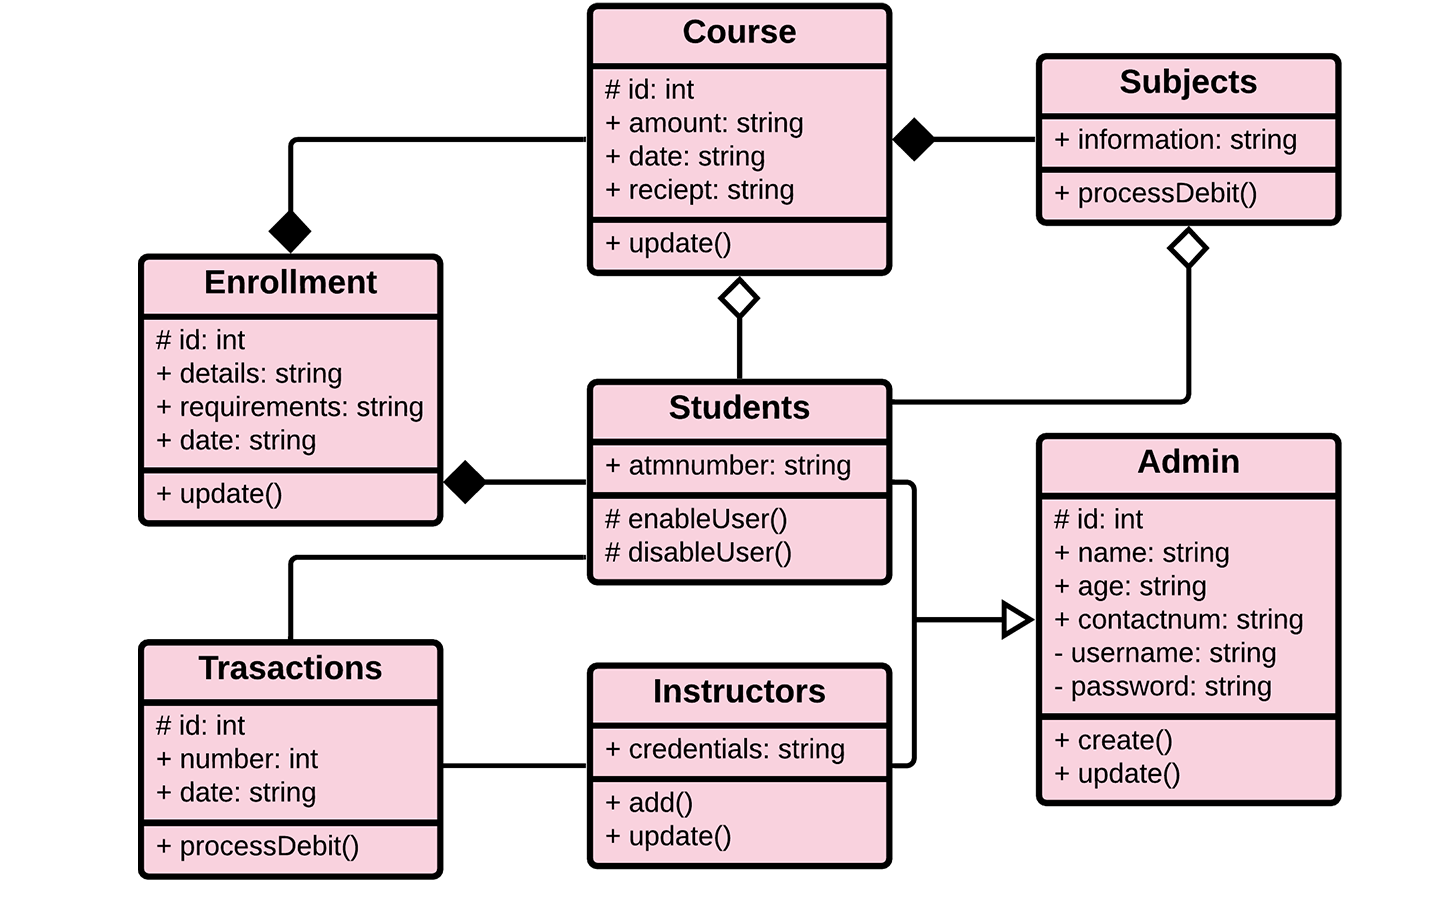 Course
# id: int
+ amount: string
+ date: string
+ reciept: string
+ update()
Subjects
+ information: string
+ processDebit()
Enrollment
# id: int
+ details: string
+ requirements: string
+ date: string
+ update()
Students
+ atmnumber: string
# enableUser()
# disableUser()
Admin
# id: int
+ name: string
+ age: string
+ contactnum: string
- username: string
- password: string
+ create()
+ update()
Trasactions
# id: int
+ number: int
+ date: string
+ processDebit()
Instructors
+ credentials: string
+ add()
+ update()